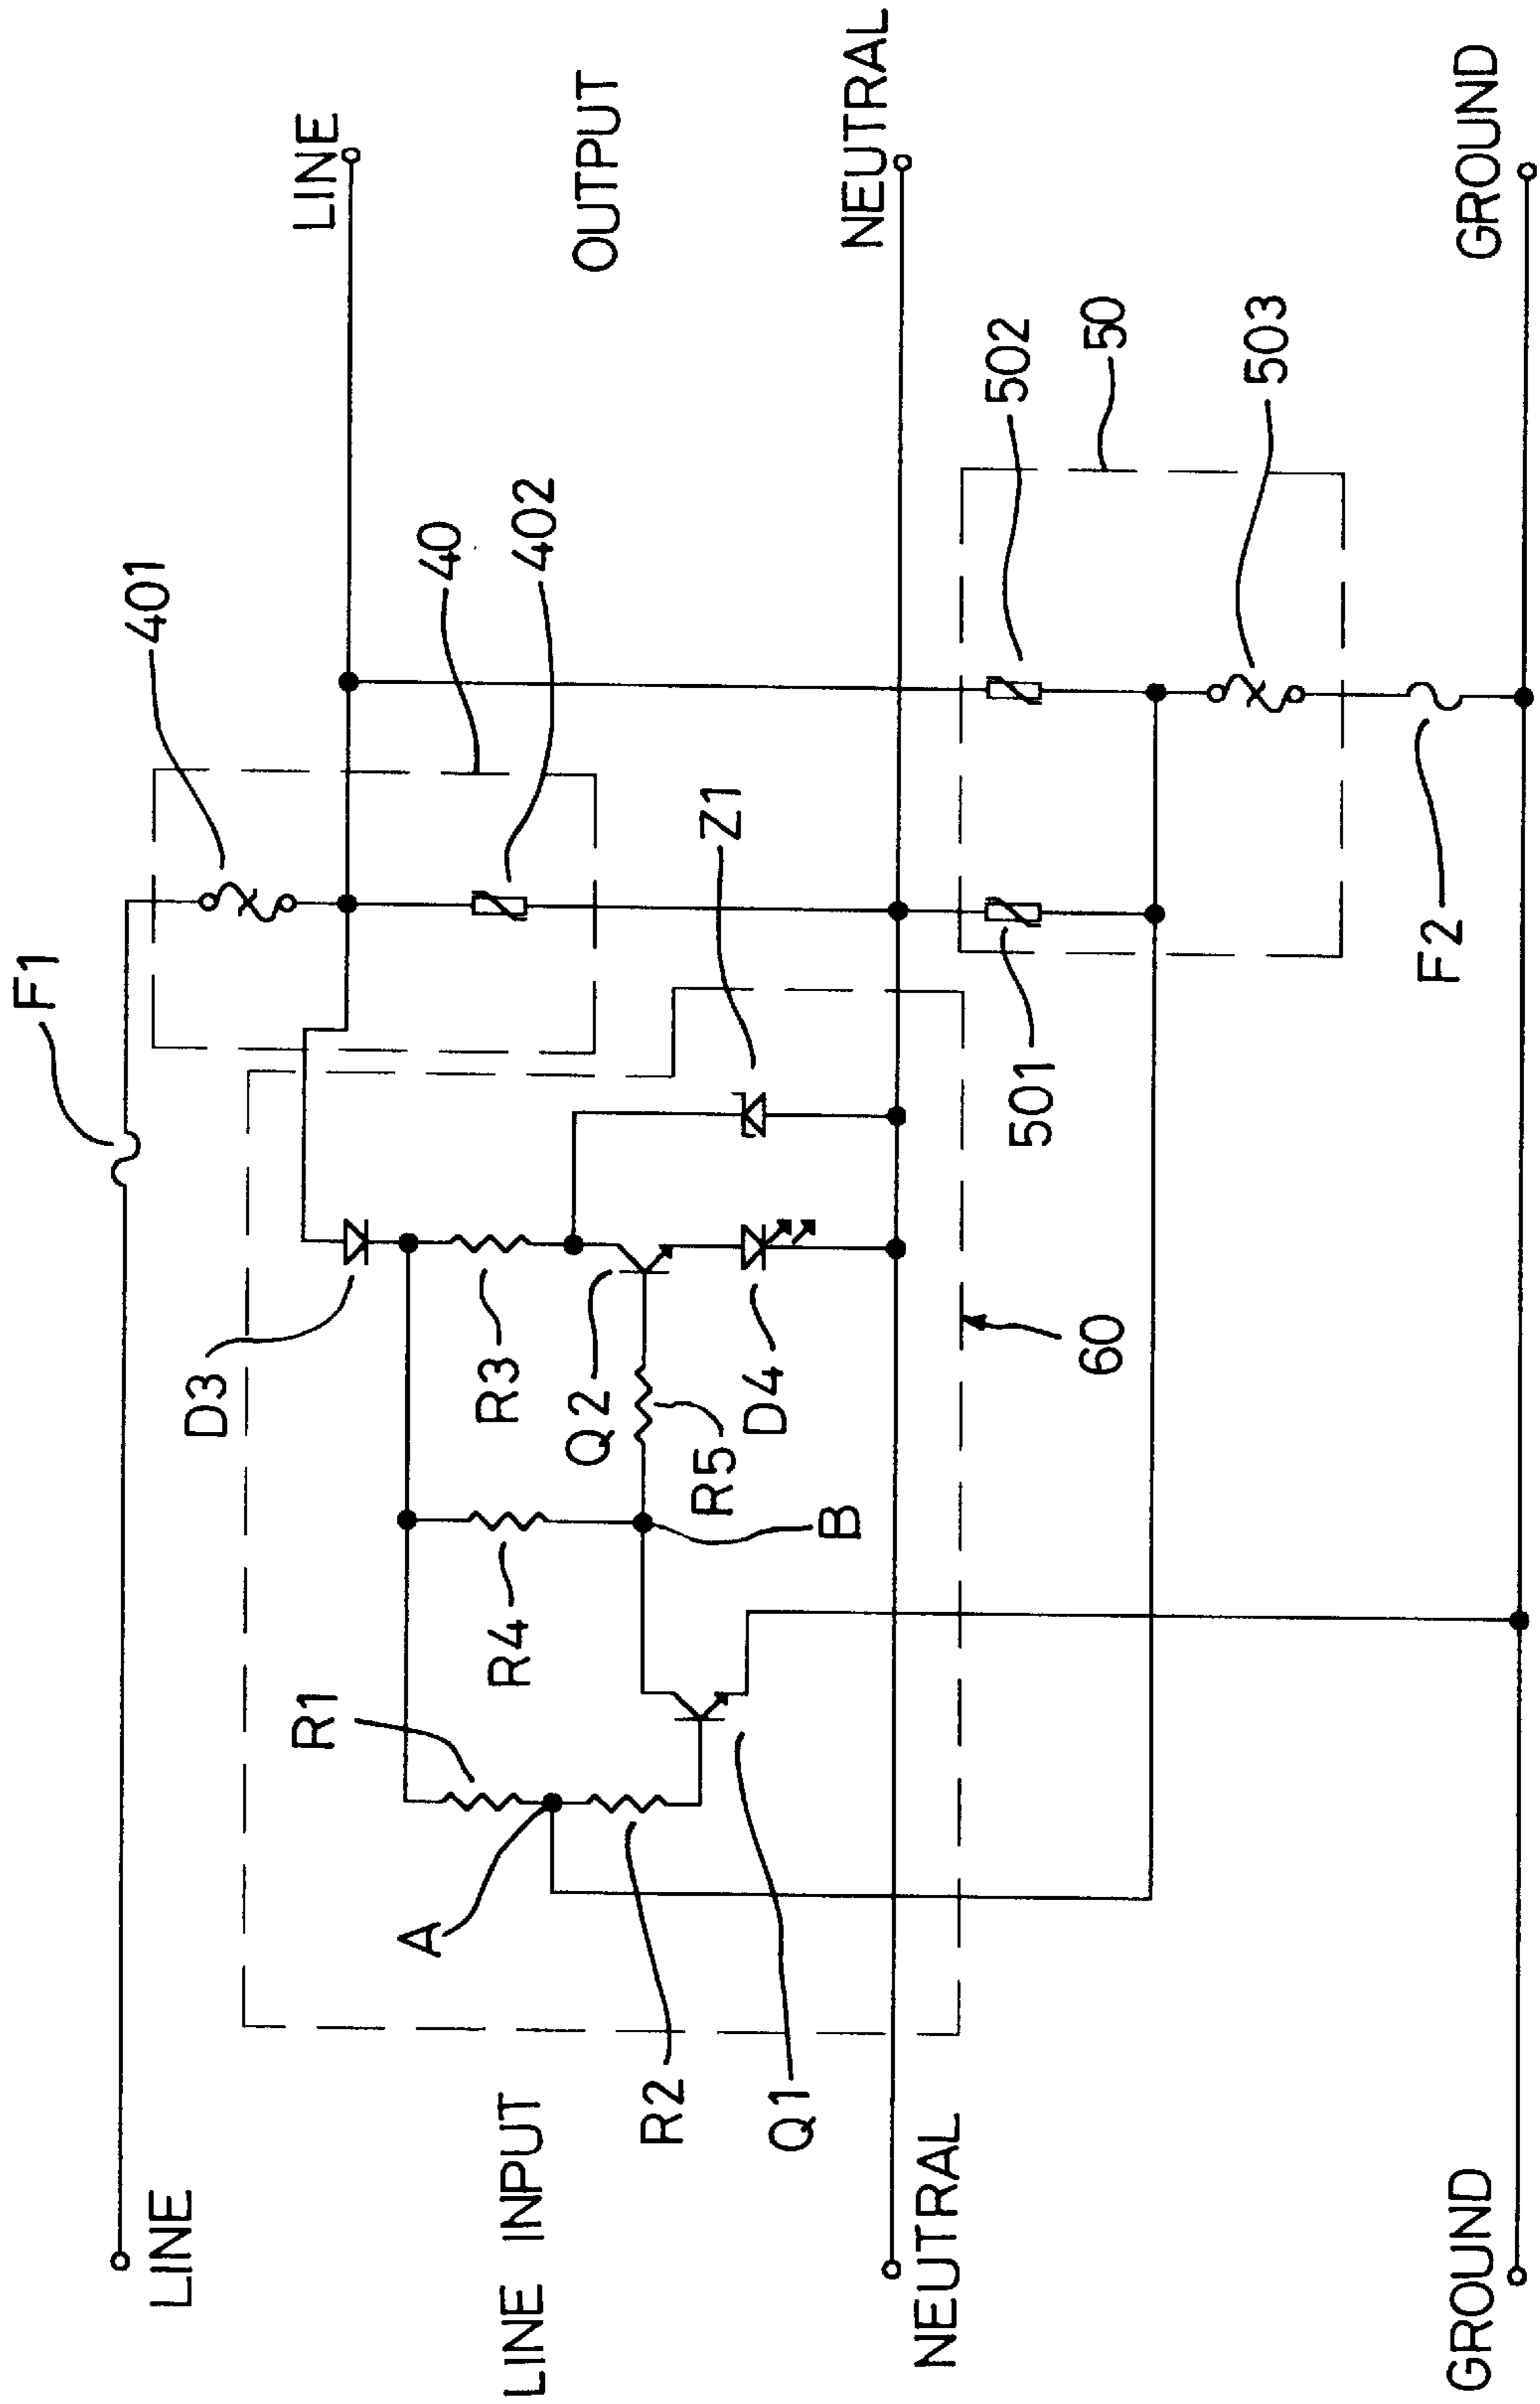 F1
401
LINE
LINE
40
402
OUTPUT
D3
R3
Z1
Q2
R5
D4
R1
R4
B
A
LINE INPUT
R2
Q1
60
NEUTRAL
NEUTRAL
501
502
50
503
F2
GROUND
GROUND